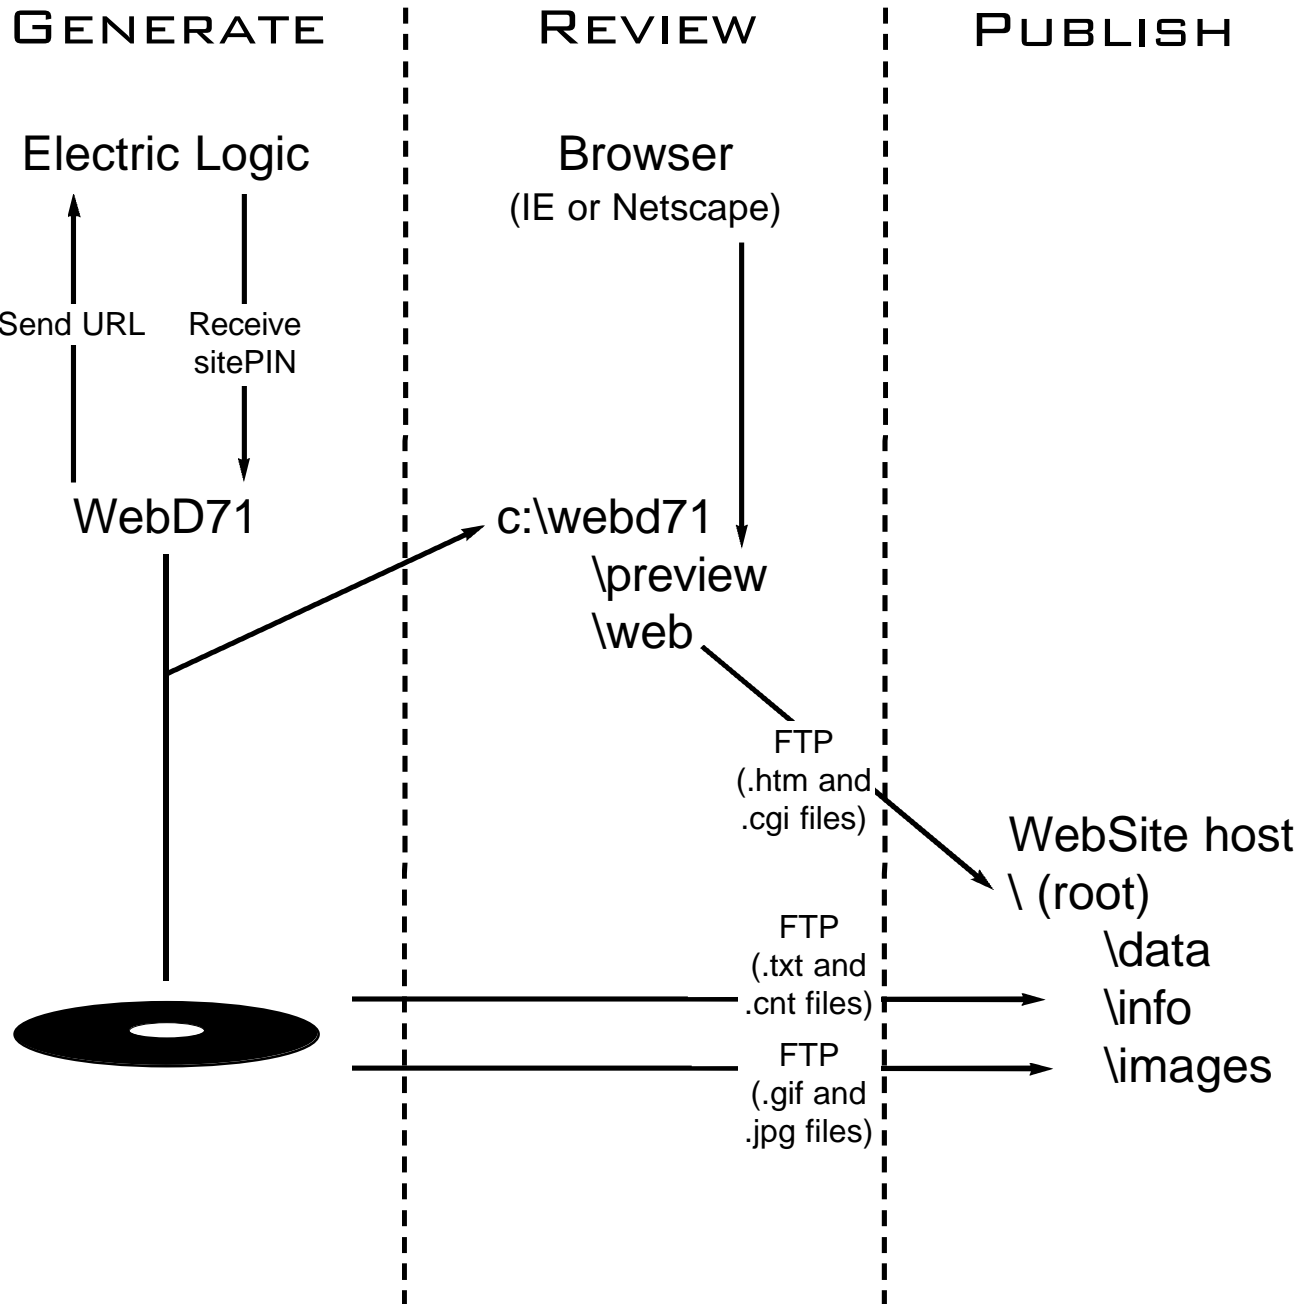 GENERATE
REVIEW
PUBLISH
Electric Logic
Browser
(IE or Netscape)
Send URL
Receive
sitePIN
WebD71
c:\webd71
\preview
\web
FTP
(.htm and
.cgi files)
WebSite host
\ (root)
\data
\info
\images
FTP
(.txt and
.cnt files)
FTP
(.gif and
.jpg files)